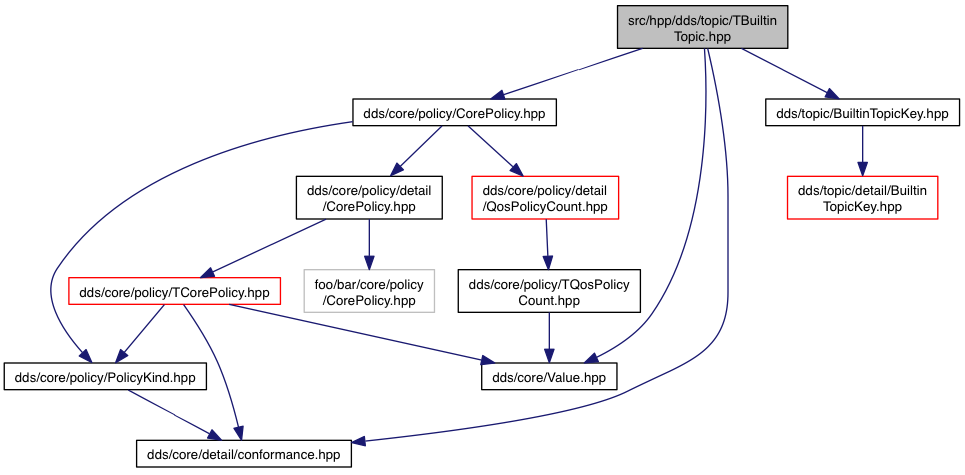 src/hpp/dds/topic/TBuiltin
Topic.hpp
dds/core/policy/CorePolicy.hpp
dds/topic/BuiltinTopicKey.hpp
dds/core/policy/detail
/CorePolicy.hpp
dds/core/policy/detail
/QosPolicyCount.hpp
dds/topic/detail/Builtin
TopicKey.hpp
dds/core/policy/TCorePolicy.hpp
foo/bar/core/policy
/CorePolicy.hpp
dds/core/policy/TQosPolicy
Count.hpp
dds/core/policy/PolicyKind.hpp
dds/core/Value.hpp
dds/core/detail/conformance.hpp